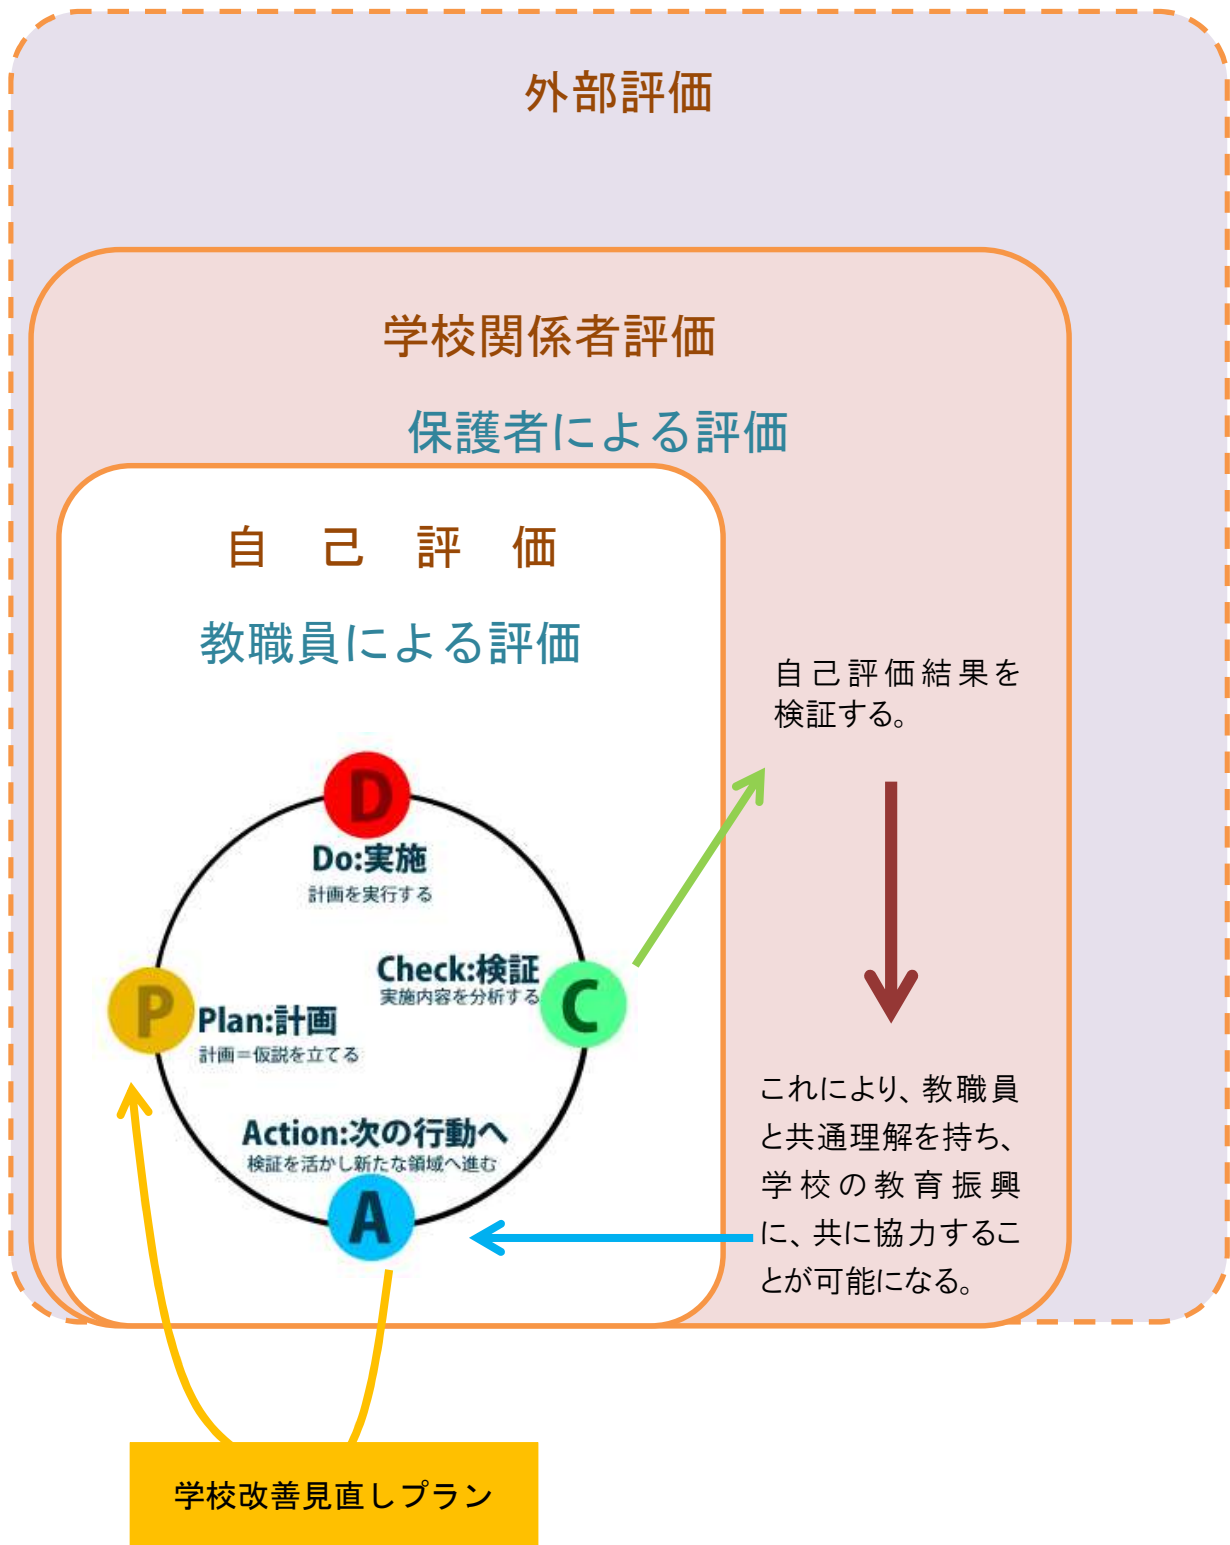 外部評価
学校関係者評価
保護者による評価
自己評価
教職員による評価
自己評価結果を
検証する。
D
Do:実施
計画を実行する
Check:検証
実施内容を分析する
C
P
Plan:計画
計画＝仮説を立てる
Action:次の行動へ
検証を活かし新たな領域へ進む
A
これにより、教職員
と共通理解を持ち、
学校の教育振興
に、共に協力するこ
とが可能になる。
学校改善見直しプラン